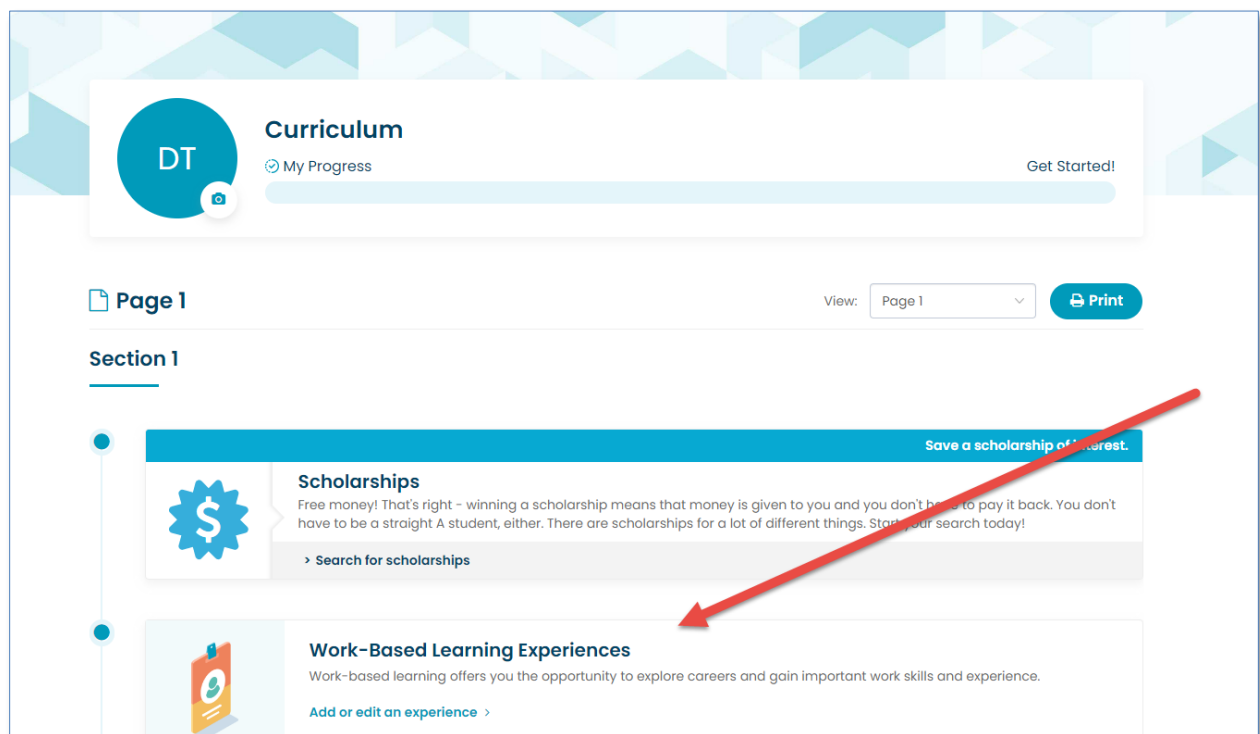 DT
Curriculum
My Progress
Get Started!
Page 1
View:
Page 1
Print
Section 1
Save a scholarship of interest.
Scholarships
Free money! That's right - winning a scholarship means that money is given to you and you don't have to pay it back. You don't
have to be a straight A student, either. There are scholarships for a lot of different things. Start your search today!
> Search for scholarships
Work-Based Learning Experiences
Work-based learning offers you the opportunity to explore careers and gain important work skills and experience.
Add or edit an experience >